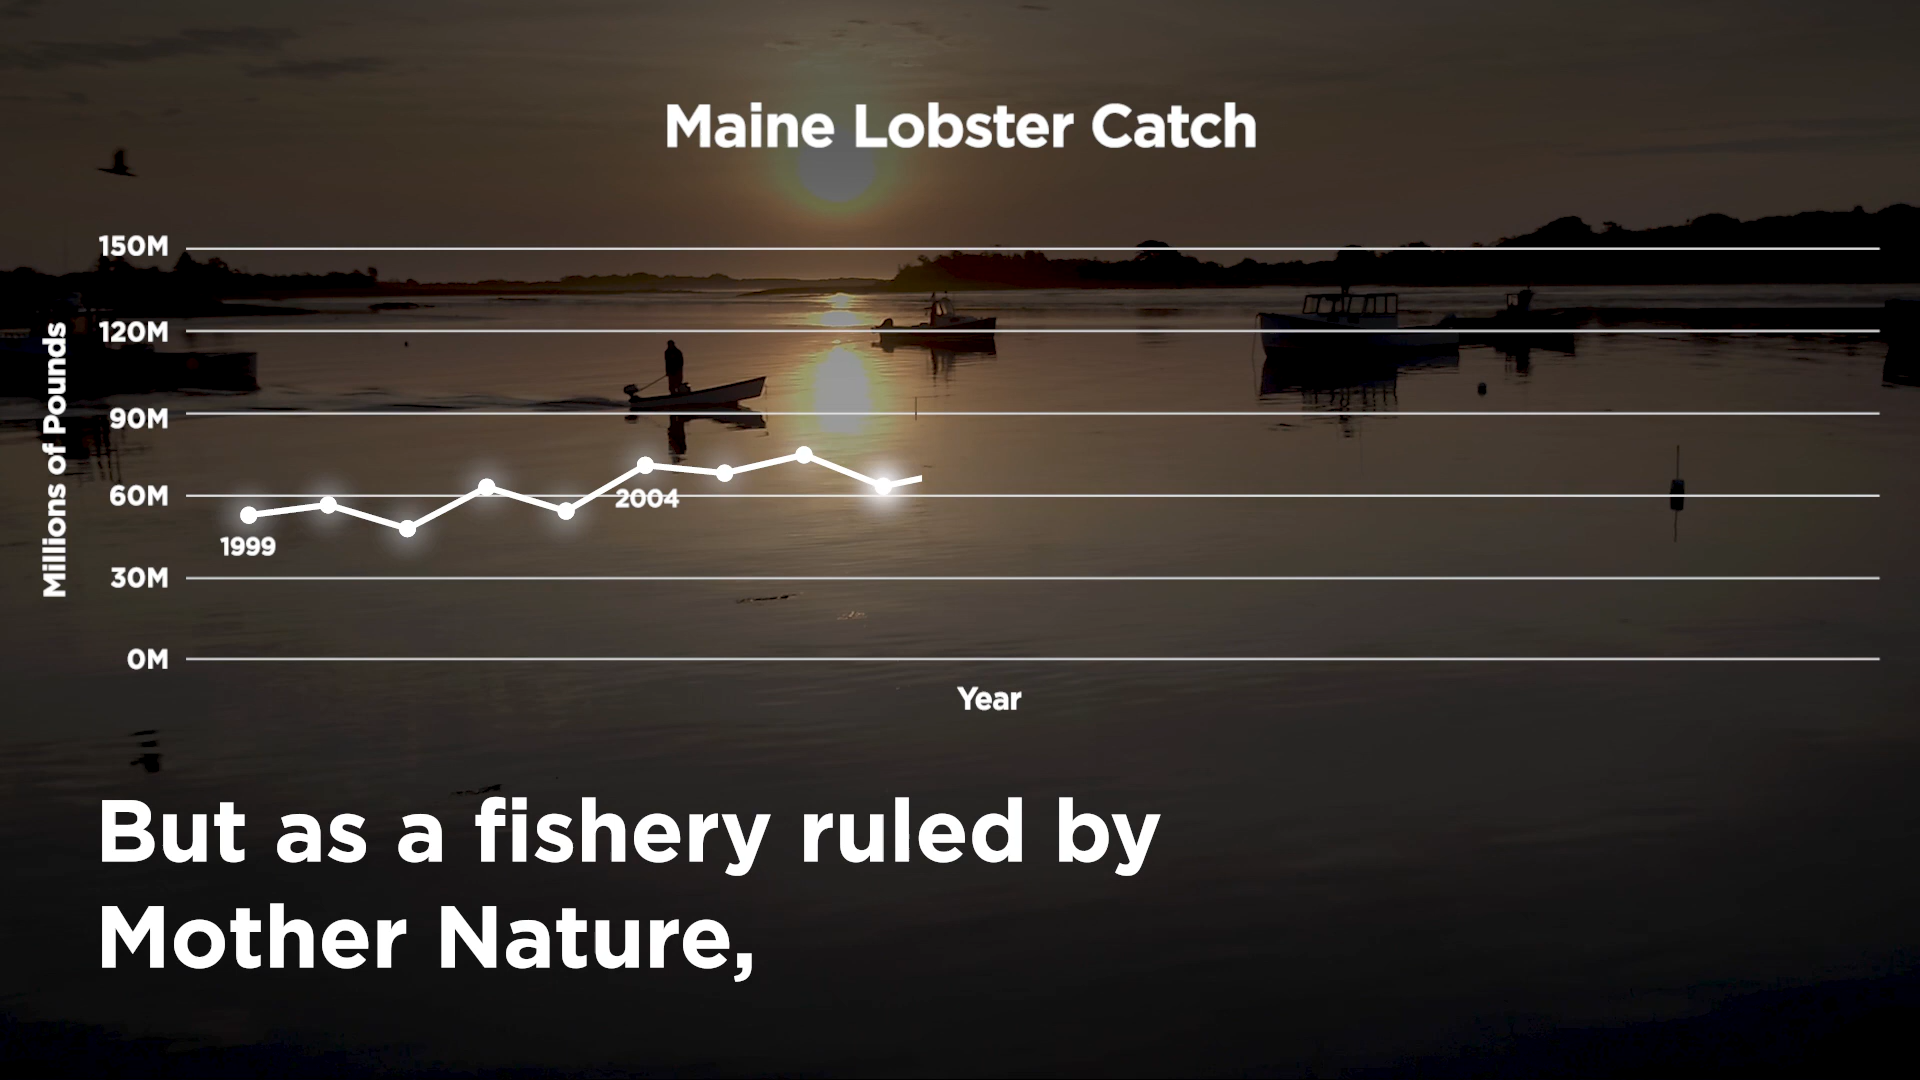 Maine Lobster Catch
150M
120M
90M
60M
30M
0M
Millions of Pounds
1999
2004
Year
But as a fishery ruled by
Mother Nature,